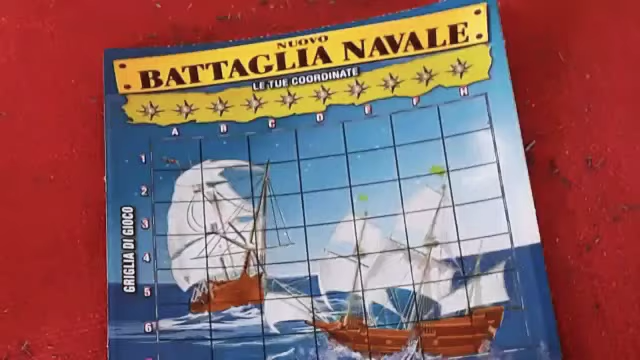 NUOVO
BATTAGLIA NAVALE
LE TUE COORDINATE
A B C D E F H
1
2
3
4
5
6
GRIGLIA DI GIOCO